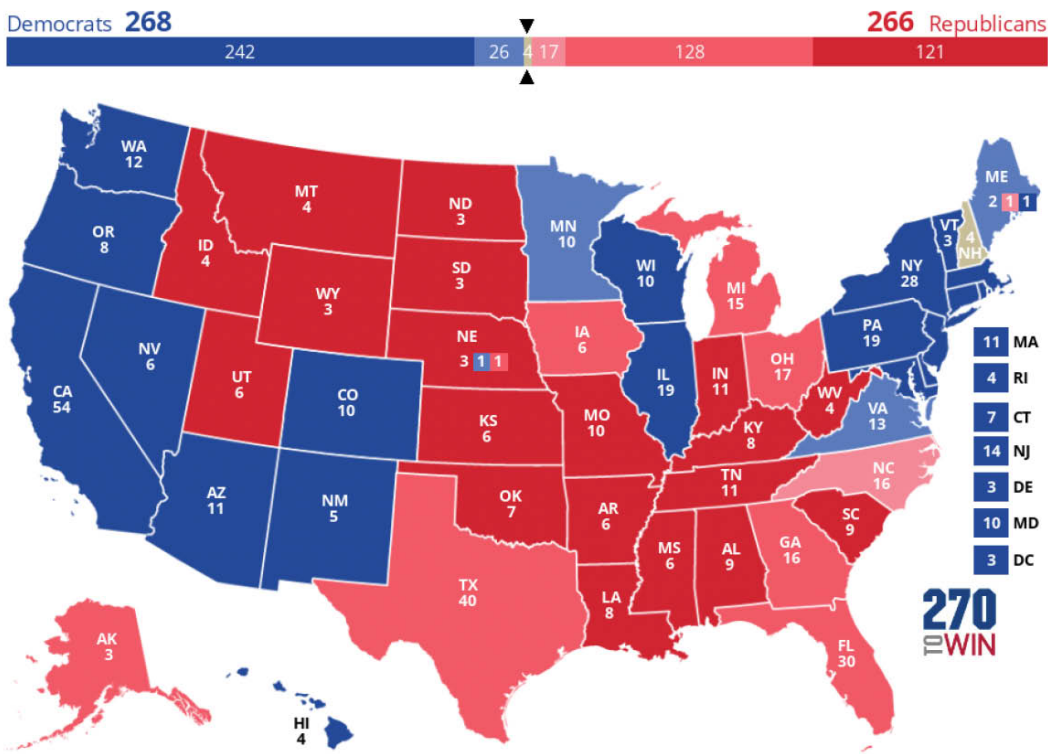 Democrats 268
266 Republicans
242 26 4 17 128 121
WA
12
OR
8
CA
54
NV
6
ID
4
MT
4
WY
3
UT
6
CO
10
AZ
11
NM
5
ND
3
SD
3
NE
3 1 1
KS
6
OK
7
TX
40
MN
10
IA
6
MO
10
AR
6
LA
8
WI
10
IL
19
MI
15
IN
11
OH
17
KY
8
TN
11
MS
6
AL
9
GA
16
FL
30
SC
9
NC
16
VA
13
WV
4
PA
19
NY
28
VT
3
4
NH
ME
2 1 1
11 MA
4 RI
7 CT
14 NJ
3 DE
10 MD
3 DC
AK
3
HI
4
270
TO WIN